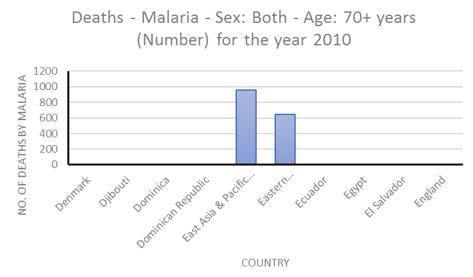 Deaths - Malaria - Sex: Both - Age: 70+ years
(Number) for the year 2010
NO. OF DEATHS BY MALARIA
1200
1000
800
600
400
200
0
Denmark
Djibouti
Dominica
Dominican Republic
East Asia & Pacific...
Eastern...
Ecuador
Egypt
El Salvador
England
COUNTRY